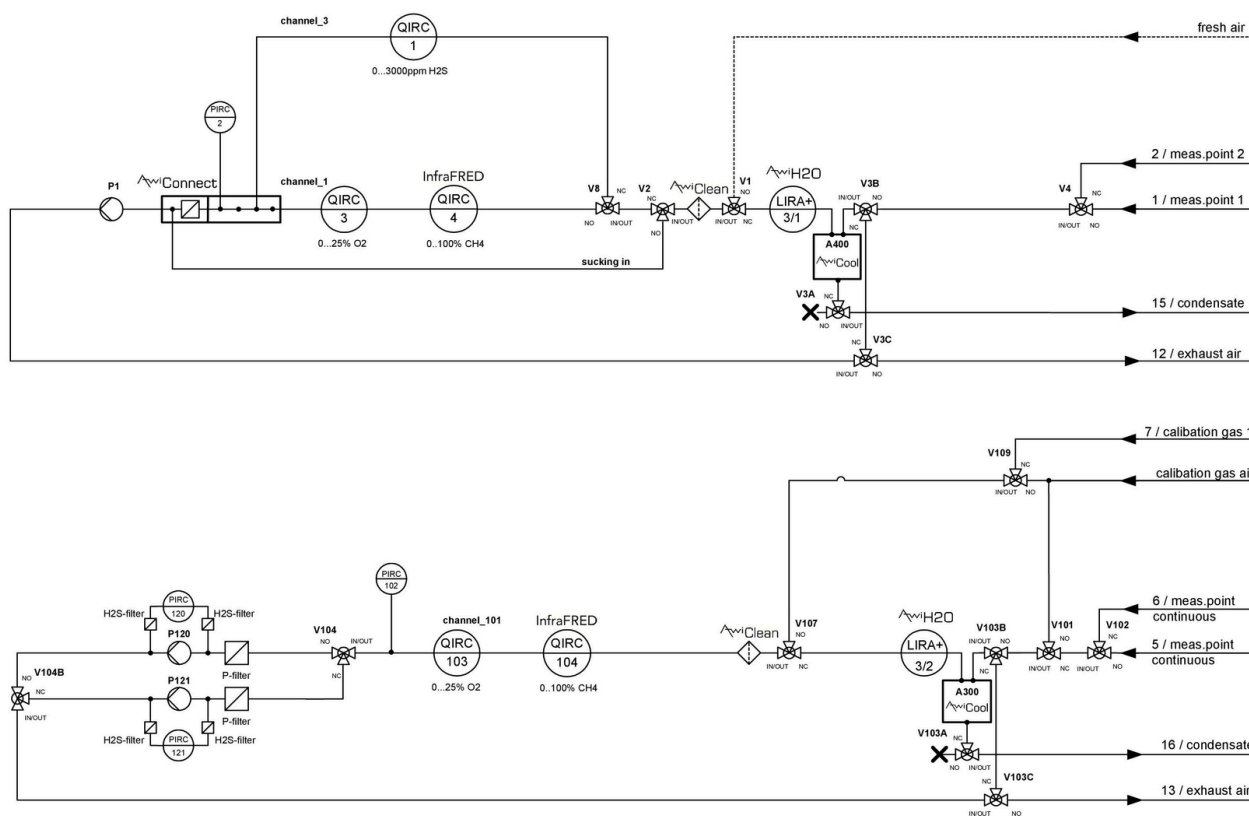 channel_3
QIRC
1
0...3000ppm H2S
fresh air
PIRC
2
2 / meas.point 2
P1
AwiConnect
channel_1
InfraFRED
V8
NC
V2
NC
AwiClean
V1
NO
AwiH2O
V3B
IN/OUT
NO
V4
NC
QIRC
3
QIRC
4
LIRA+
3/1
1 / meas.point 1
NO
IN/OUT
NO
IN/OUT
IN/OUT
NC
NC
IN/OUT
NO
0...25% O2
0..100% CH4
A400
AwiCool
sucking in
V3A
NC
15 / condensate
NO
IN/OUT
NC
V3C
12 / exhaust air
IN/OUT
NO
7 / calibation gas
V109
NC
calibation gas ai
IN/OUT
NO
PIRC
102
H2S-filter
PIRC
120
H2S-filter
P120
V104
NO
IN/OUT
channel_101
InfraFRED
QIRC
103
QIRC
104
AwiClean
V107
NO
AwiH2O
LIRA+
3/2
V103B
IN/OUT
NO
V101
NO
V102
NC
6 / meas.point
continuous
5 / meas.point
continuous
IN/OUT
NC
NC
IN/OUT
NC
IN/OUT
NO
NO
V104B
NC
IN/OUT
P-filter
P121
NC
0...25% O2
0..100% CH4
A300
AwiCool
P-filter
H2S-filter
PIRC
121
H2S-filter
V103A
NC
16 / condensate
NO
IN/OUT
NC
V103C
13 / exhaust air
IN/OUT
NO